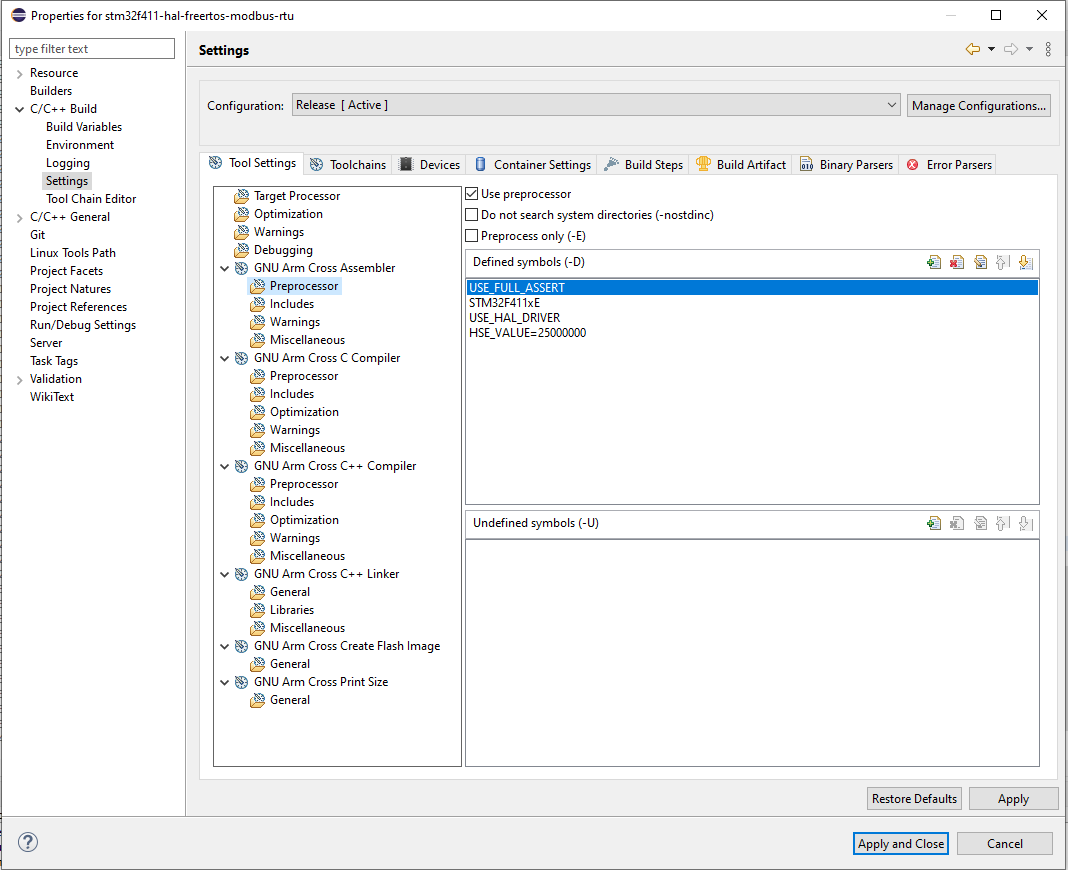 Properties for stm32f411-hal-freertos-modbus-rtu
type filter text
Resource
Builders
C/C++ Build
Build Variables
Environment
Logging
Settings
Tool Chain Editor
C/C++ General
Git
Linux Tools Path
Project Facets
Project Natures
Project References
Run/Debug Settings
Server
Task Tags
Validation
WikiText
Settings
Configuration: Release [ Active ] Manage Configurations...
Tool Settings Toolchains Devices Container Settings Build Steps Build Artifact Binary Parsers Error Parsers
Target Processor
Optimization
Warnings
Debugging
GNU Arm Cross Assembler
Preprocessor
Includes
Warnings
Miscellaneous
GNU Arm Cross C Compiler
Preprocessor
Includes
Optimization
Warnings
Miscellaneous
GNU Arm Cross C++ Compiler
Preprocessor
Includes
Optimization
Warnings
Miscellaneous
GNU Arm Cross C++ Linker
General
Libraries
Miscellaneous
GNU Arm Cross Create Flash Image
General
GNU Arm Cross Print Size
General
Use preprocessor
Do not search system directories (-nostdinc)
Preprocess only (-E)
Defined symbols (-D)
USE_FULL_ASSERT
STM32F411xE
USE_HAL_DRIVER
HSE_VALUE=25000000
Undefined symbols (-U)
Restore Defaults Apply
? Apply and Close Cancel